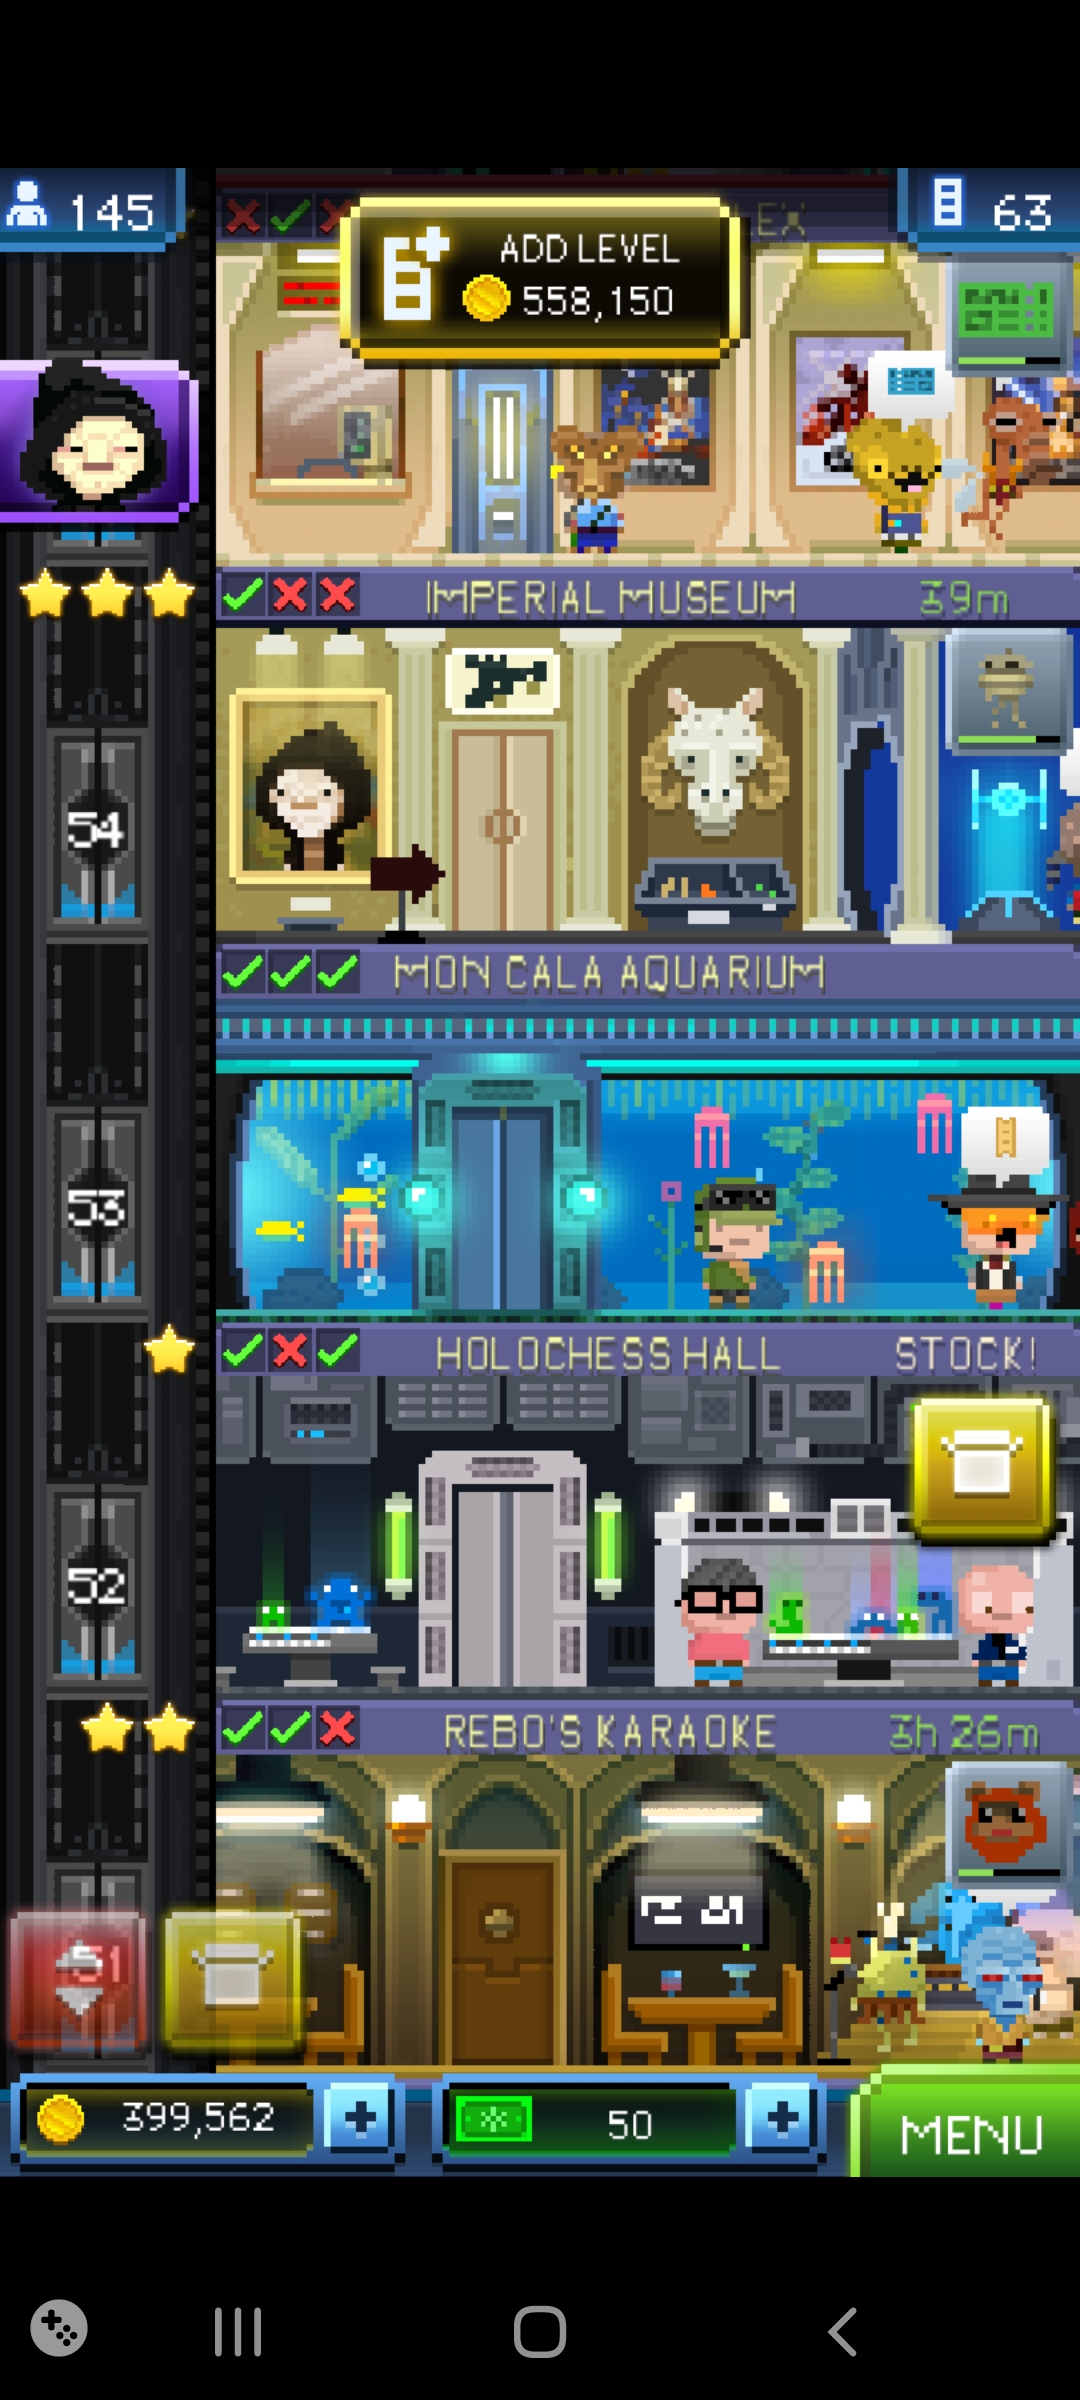 145
LEX
63
ADD LEVEL
558,150
IMPERIAL MUSEUM 39m
54
MON CALA AQUARIUM
53
HOLOCHESS HALL STOCK!
52
REBO'S KARAOKE 3h 26m
51
399,562
50
MENU